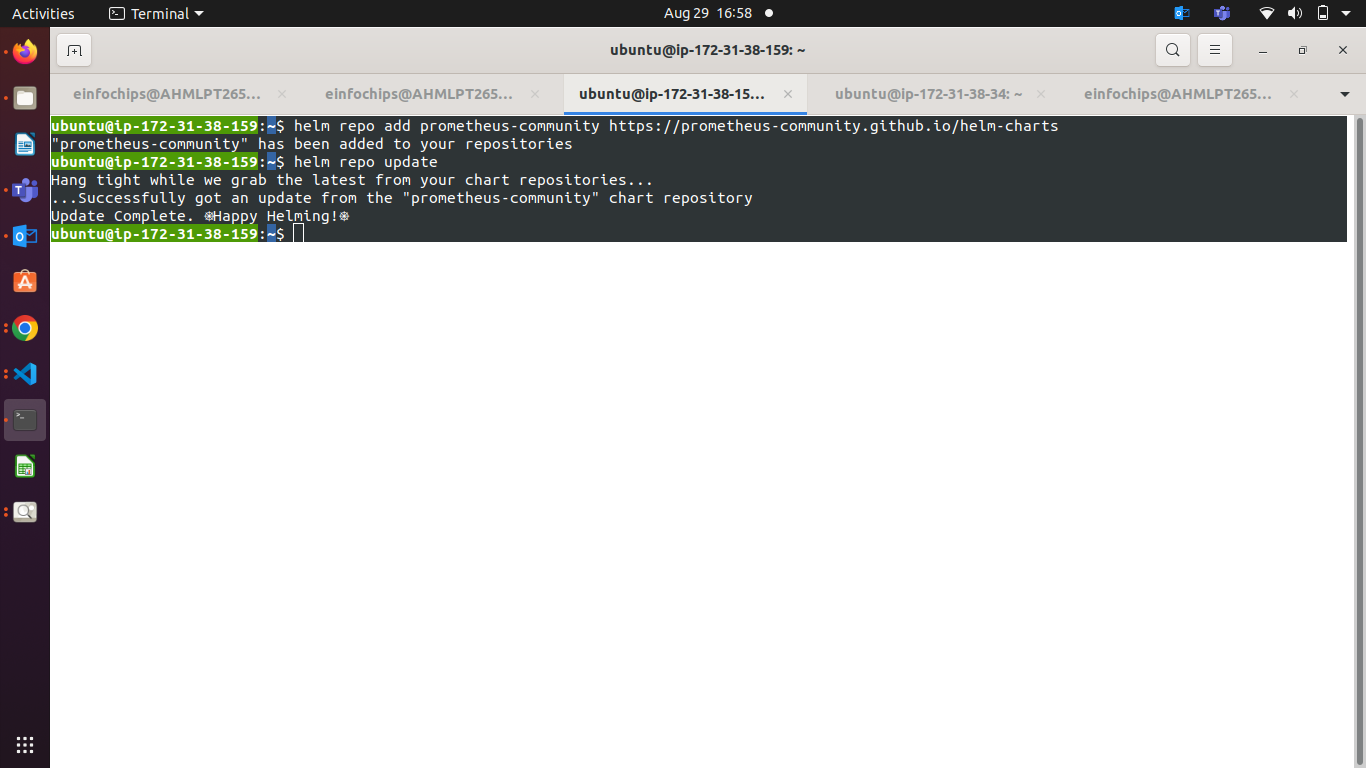 Activities
Terminal
Aug 29 16:58
ubuntu@ip-172-31-38-159: ~
einfochips@AHMLPT265…
einfochips@AHMLPT265…
ubuntu@ip-172-31-38-15…
ubuntu@ip-172-31-38-34: ~
einfochips@AHMLPT265…
ubuntu@ip-172-31-38-159:~$ helm repo add prometheus-community https://prometheus-community.github.io/helm-charts
"prometheus-community" has been added to your repositories
ubuntu@ip-172-31-38-159:~$ helm repo update
Hang tight while we grab the latest from your chart repositories...
...Successfully got an update from the "prometheus-community" chart repository
Update Complete. ⎈Happy Helming!⎈
ubuntu@ip-172-31-38-159:~$